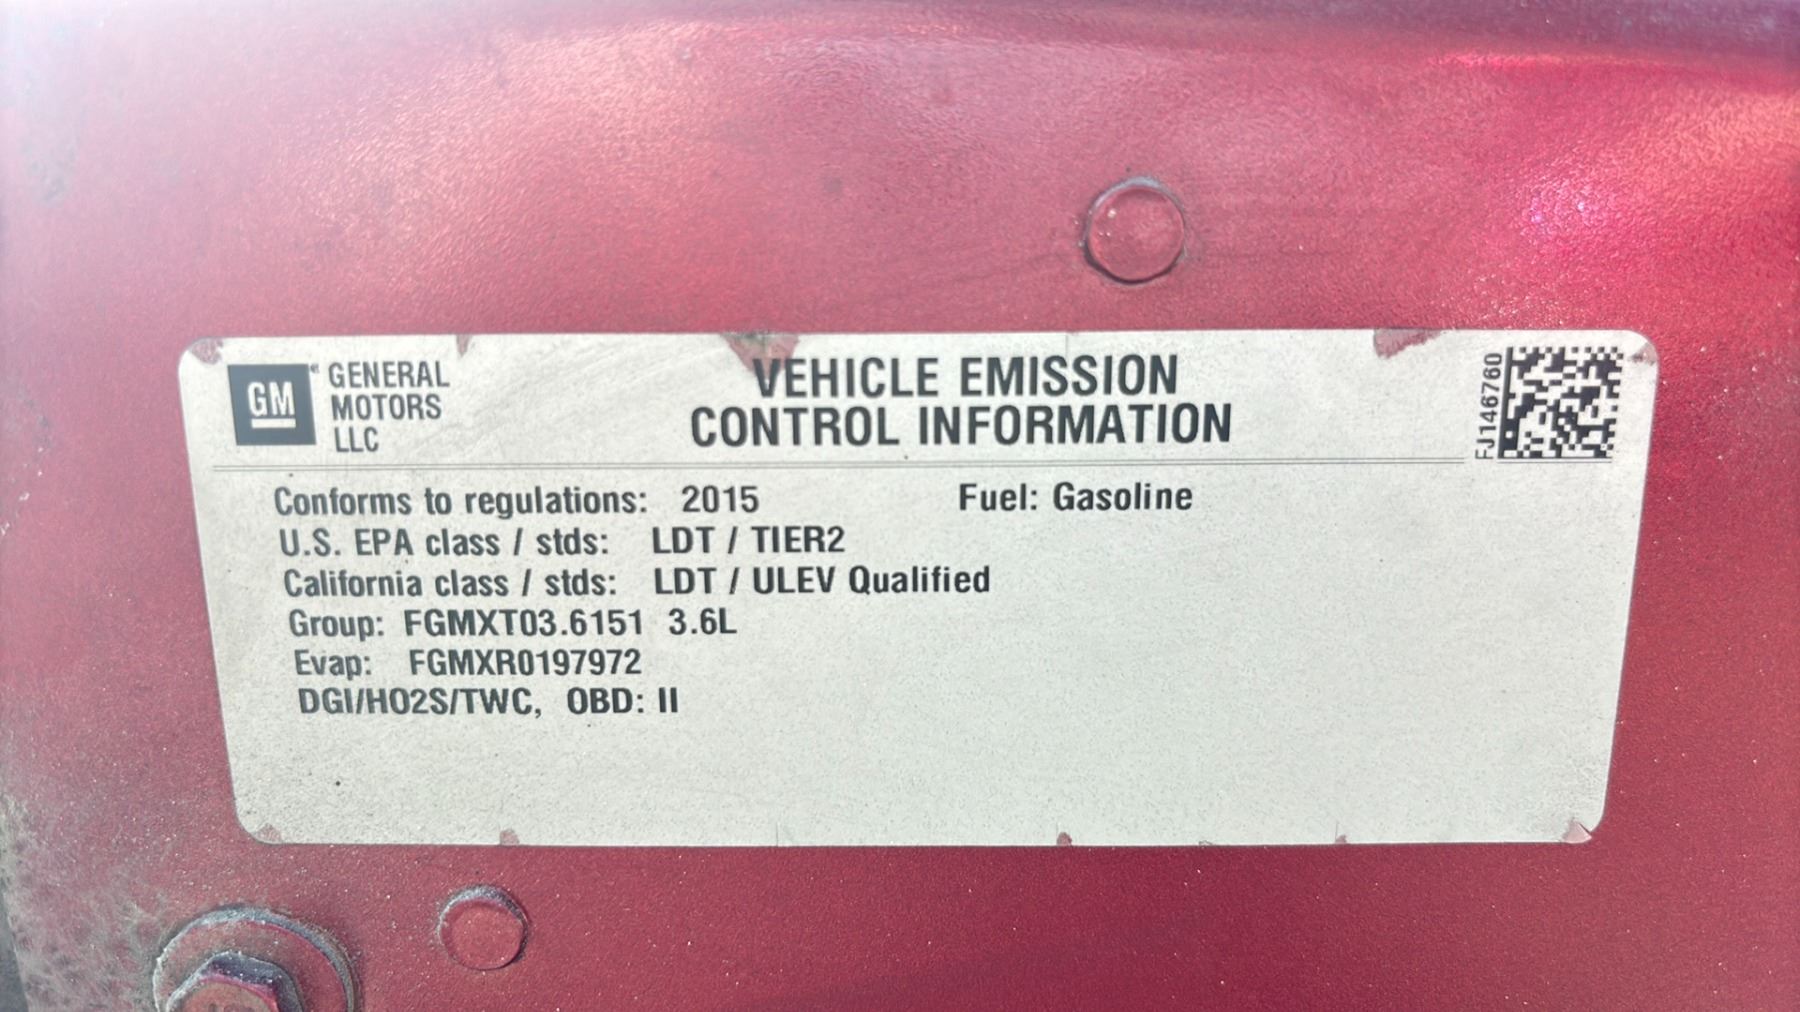 GM
GENERAL
MOTORS
LLC
VEHICLE EMISSION
CONTROL INFORMATION
FJ146760
Conforms to regulations: 2015 Fuel: Gasoline
U.S. EPA class / stds: LDT / TIER2
California class / stds: LDT / ULEV Qualified
Group: FGMXT03.6151 3.6L
Evap: FGMXR0197972
DGI/HO2S/TWC, OBD: II